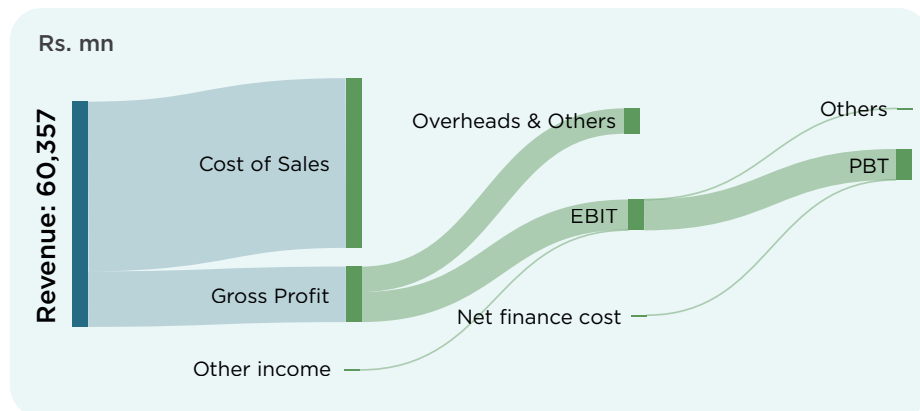 Rs. mn
Revenue: 60,357
Cost of Sales
Gross Profit
Other income
Overheads & Others
EBIT
Net finance cost
Others
PBT